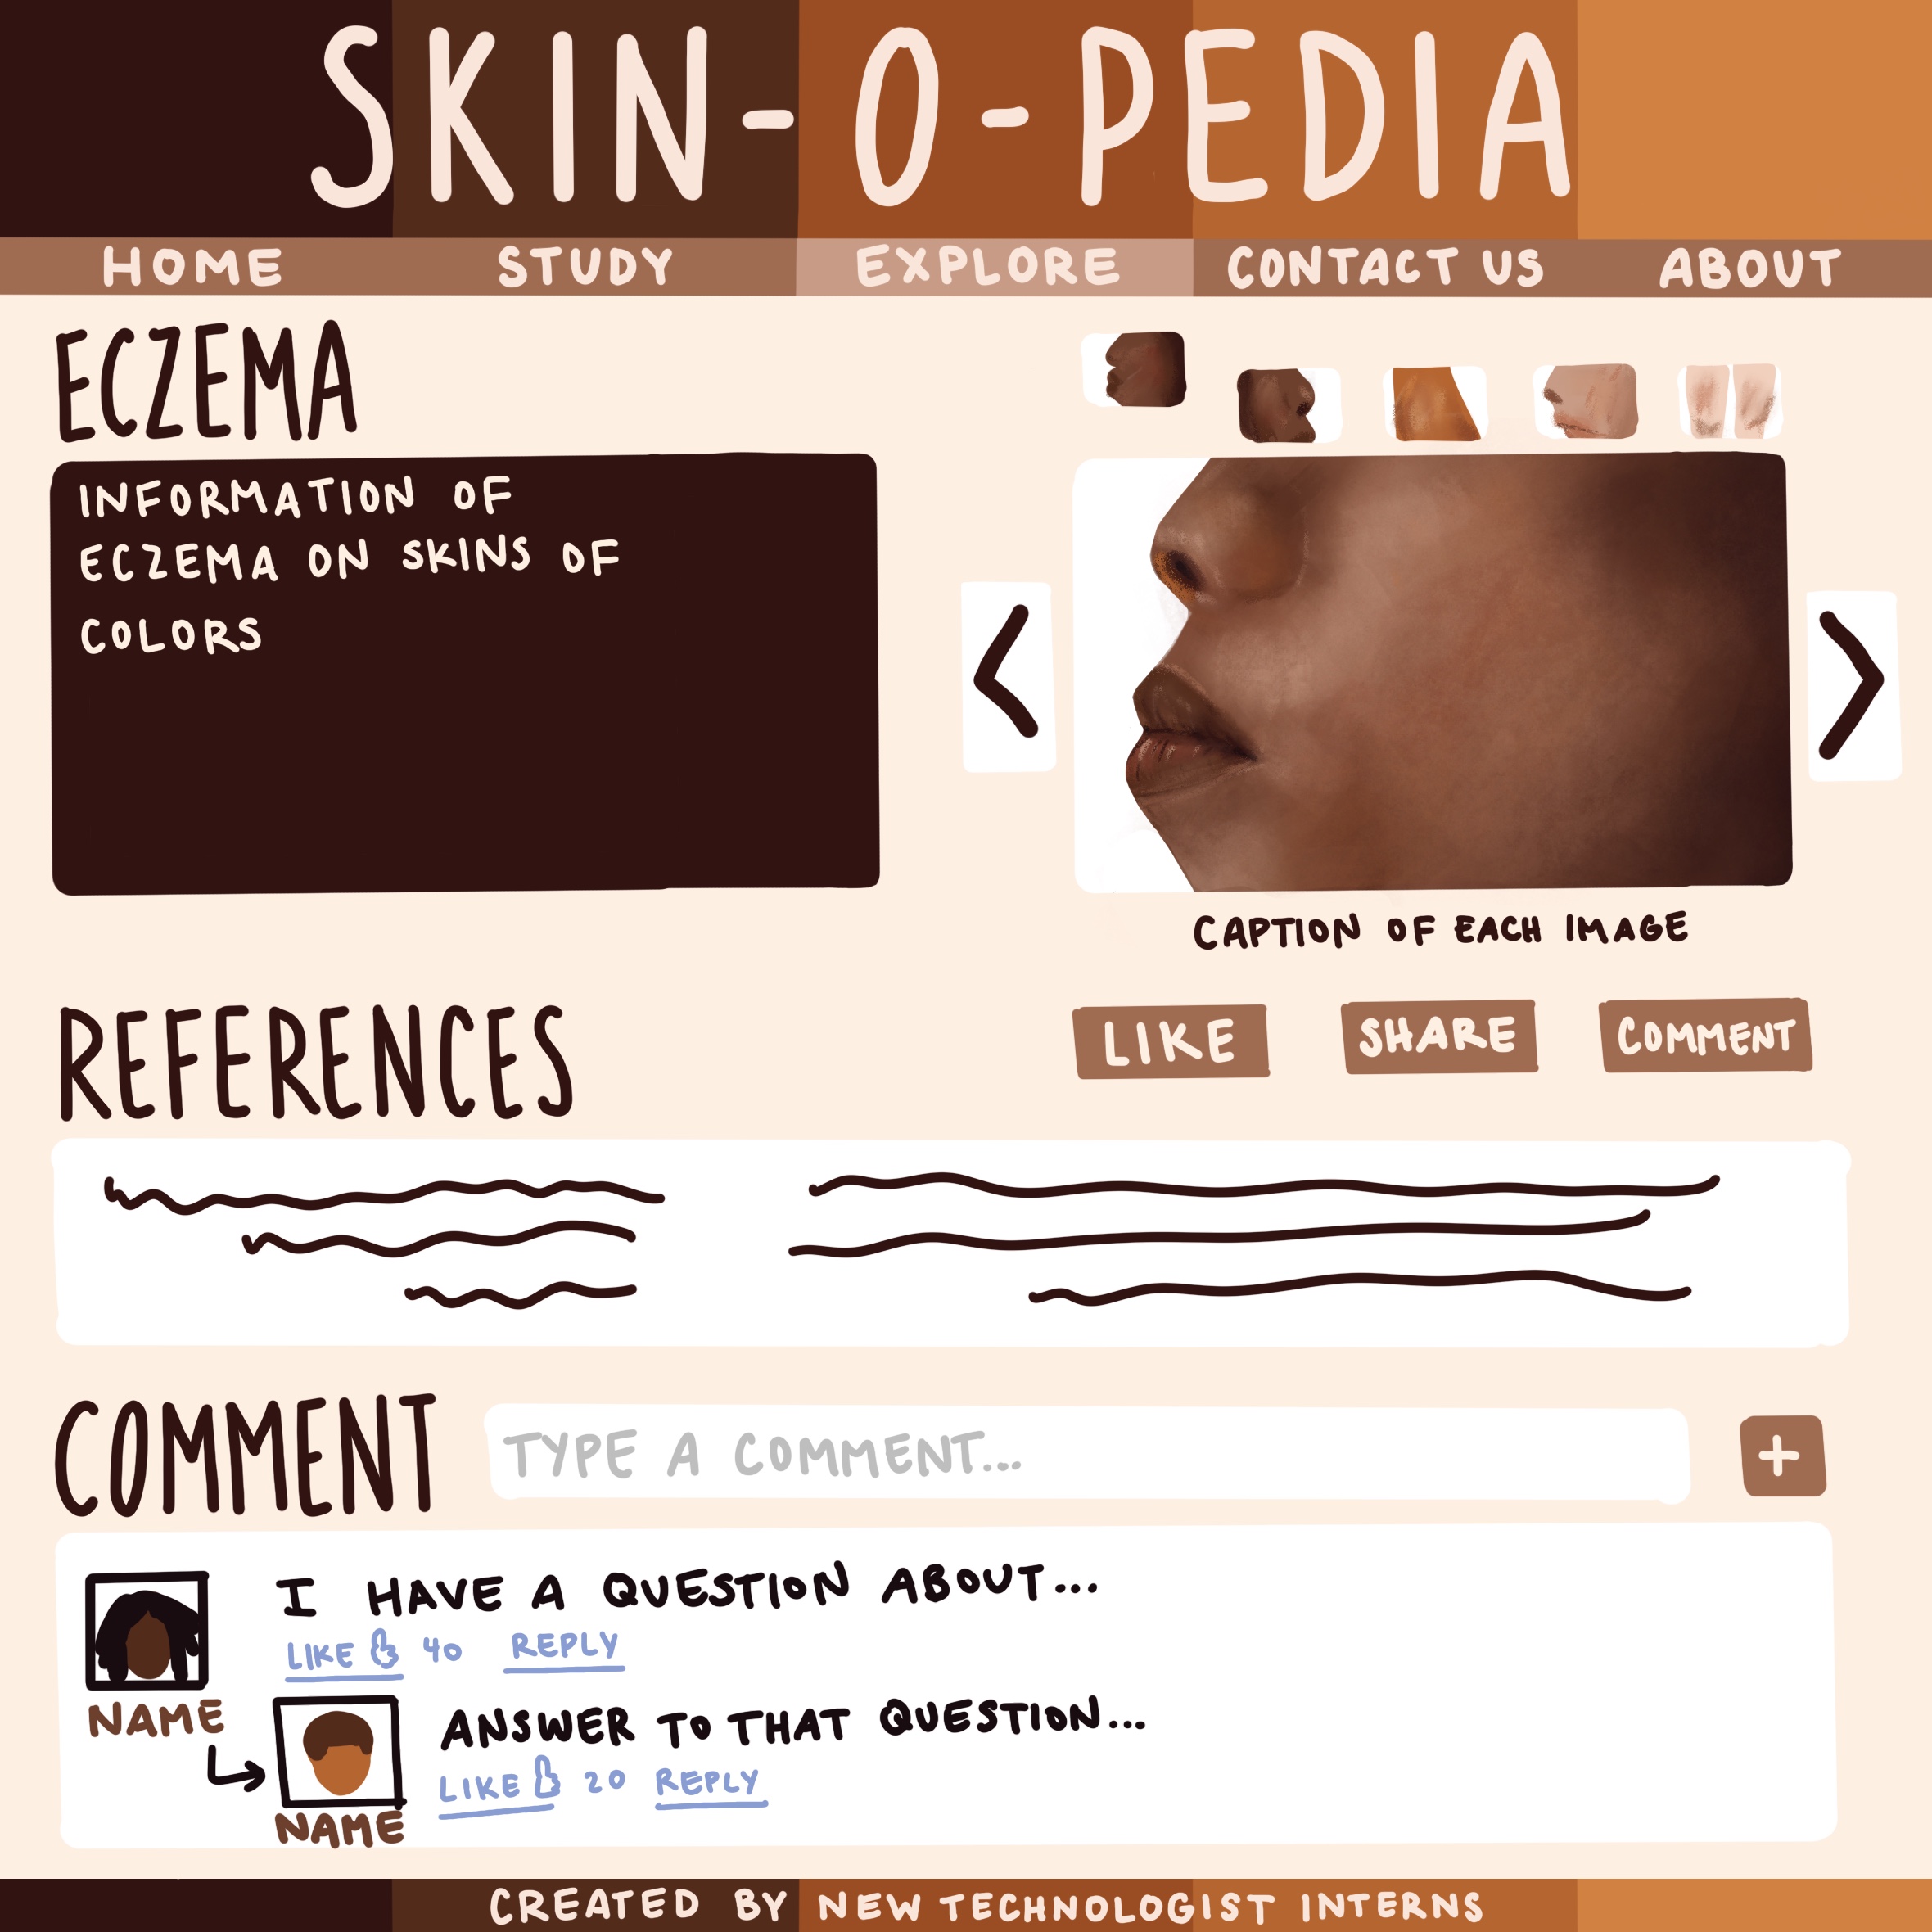 SKIN-O-PEDIA
HOME STUDY EXPLORE CONTACT US ABOUT
ECZEMA
INFORMATION OF
ECZEMA ON SKINS OF
COLORS
<
>
CAPTION OF EACH IMAGE
REFERENCES
LIKE SHARE COMMENT
COMMENT
TYPE A COMMENT...
+
I HAVE A QUESTION ABOUT...
LIKE 40 REPLY
NAME
ANSWER TO THAT QUESTION...
LIKE 20 REPLY
NAME
CREATED BY NEW TECHNOLOGIST INTERNS